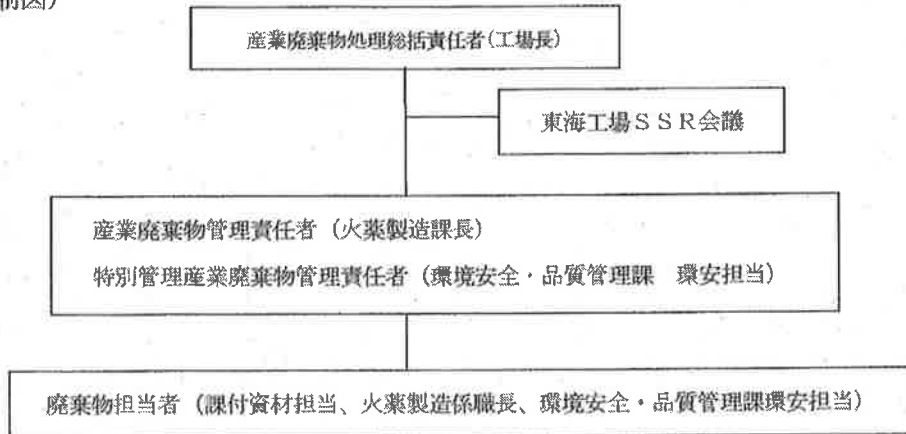 産業廃棄物処理総括責任者(工場長)
東海工場SSR会議
産業廃棄物管理責任者(火薬製造課長)
特別管理産業廃棄物管理責任者(環境安全・品質管理課 環安担当)
廃棄物担当者(課付資材担当、火薬製造係職長、環境安全・品質管理課環安担当)